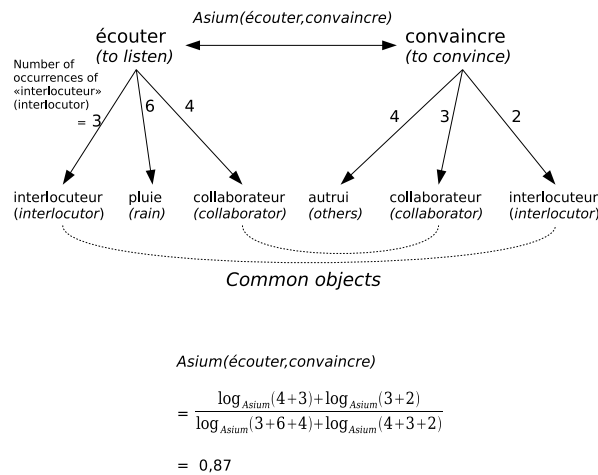 Asium(écouter,convaincre)
écouter
(to listen)
convaincre
(to convince)
Number of
occurrences of
«interlocuteur»
(interlocutor)
= 3
6
4
4
3
2
interlocuteur
(interlocutor)
pluie
(rain)
collaborateur
(collaborator)
autrui
(others)
collaborateur
(collaborator)
interlocuteur
(interlocutor)
Common objects
Asium(écouter,convaincre)
= log_Asium(4+3)+log_Asium(3+2)
log_Asium(3+6+4)+log_Asium(4+3+2)
= 0,87